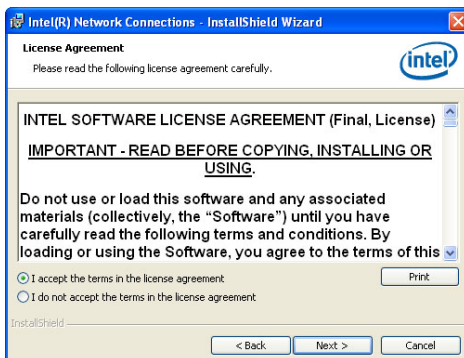 Intel(R) Network Connections - InstallShield Wizard
License Agreement
Please read the following license agreement carefully.
intel
INTEL SOFTWARE LICENSE AGREEMENT (Final, License)
IMPORTANT - READ BEFORE COPYING, INSTALLING OR
USING.
Do not use or load this software and any associated
materials (collectively, the “Software”) until you have
carefully read the following terms and conditions. By
loading or using the Software, you agree to the terms of this
I accept the terms in the license agreement
Print
I do not accept the terms in the license agreement
InstallShield
< Back
Next >
Cancel